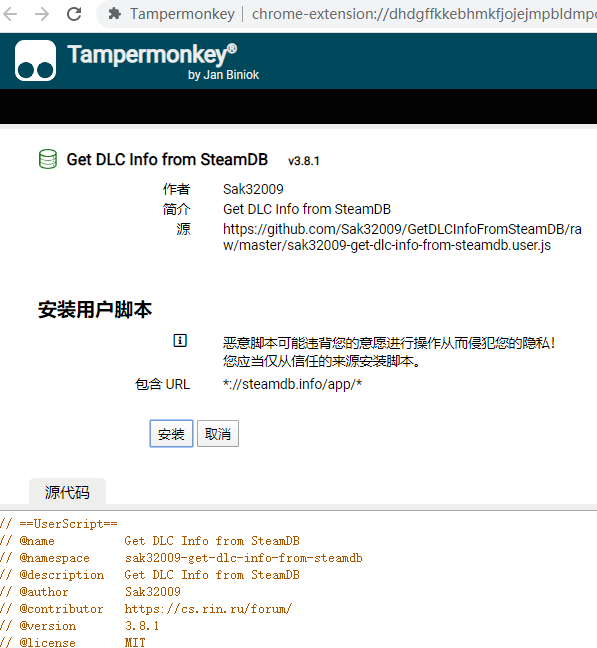 Tampermonkey | chrome-extension://dhdgffkkebhmkfjojejmpbldmpo
Tampermonkey®
by Jan Biniok
Get DLC Info from SteamDB v3.8.1
作者 Sak32009
简介 Get DLC Info from SteamDB
源 https://github.com/Sak32009/GetDLCInfoFromSteamDB/ra
w/master/sak32009-get-dlc-info-from-steamdb.user.js
安装用户脚本
恶意脚本可能违背您的意愿进行操作从而侵犯您的隐私！
您应当仅从信任的来源安装脚本。
包含 URL *://steamdb.info/app/*
安装 取消
源代码
// ==UserScript==
// @name Get DLC Info from SteamDB
// @namespace sak32009-get-dlc-info-from-steamdb
// @description Get DLC Info from SteamDB
// @author Sak32009
// @contributor https://cs.rin.ru/forum/
// @version 3.8.1
// @license MIT